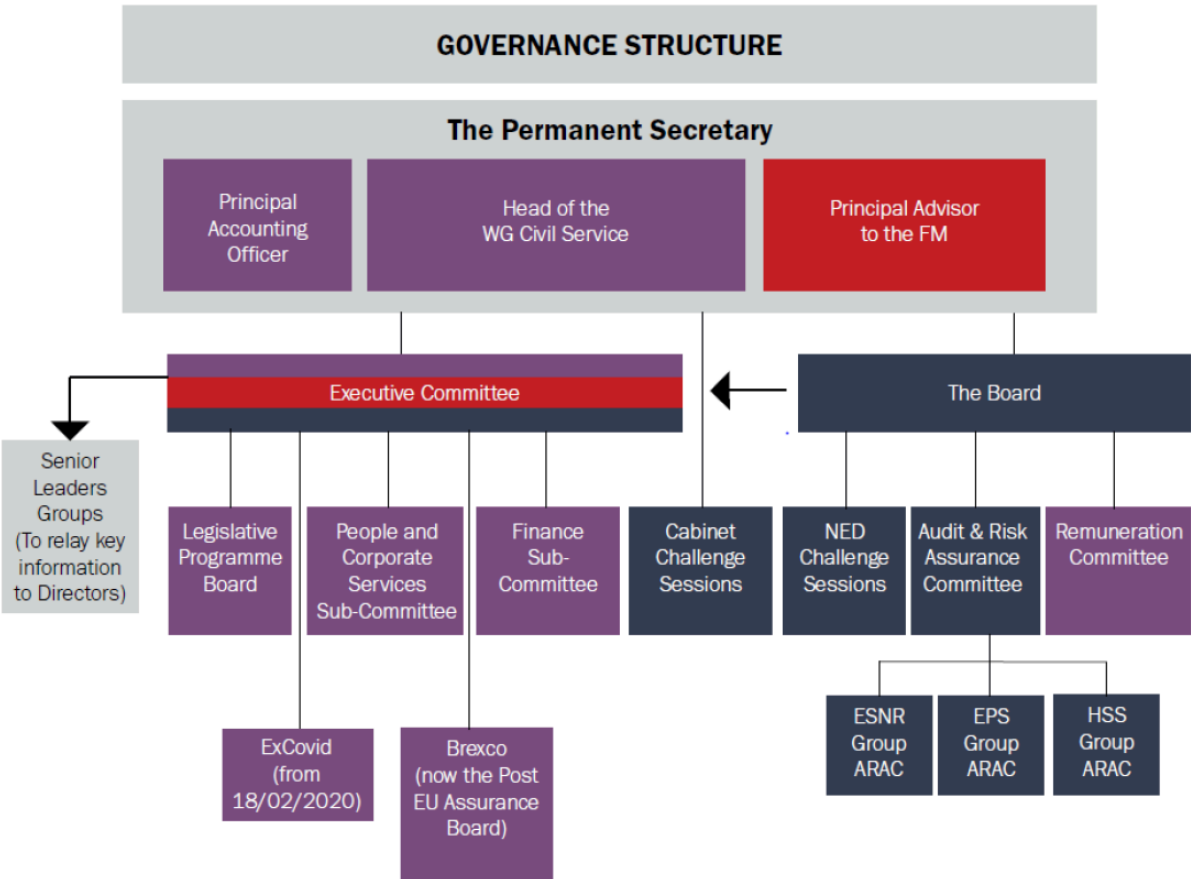 GOVERNANCE STRUCTURE
The Permanent Secretary
Principal
Accounting
Officer
Head of the
WG Civil Service
Principal Advisor
to the FM
Executive Committee
The Board
Senior
Leaders
Groups
(To relay key
information
to Directors)
Legislative
Programme
Board
People and
Corporate
Services
Sub-Committee
Finance
Sub-
Committee
Cabinet
Challenge
Sessions
NED
Challenge
Sessions
Audit & Risk
Assurance
Committee
Remuneration
Committee
ExCovid
(from
18/02/2020)
Brexco
(now the Post
EU Assurance
Board)
ESNR
Group
ARAC
EPS
Group
ARAC
HSS
Group
ARAC